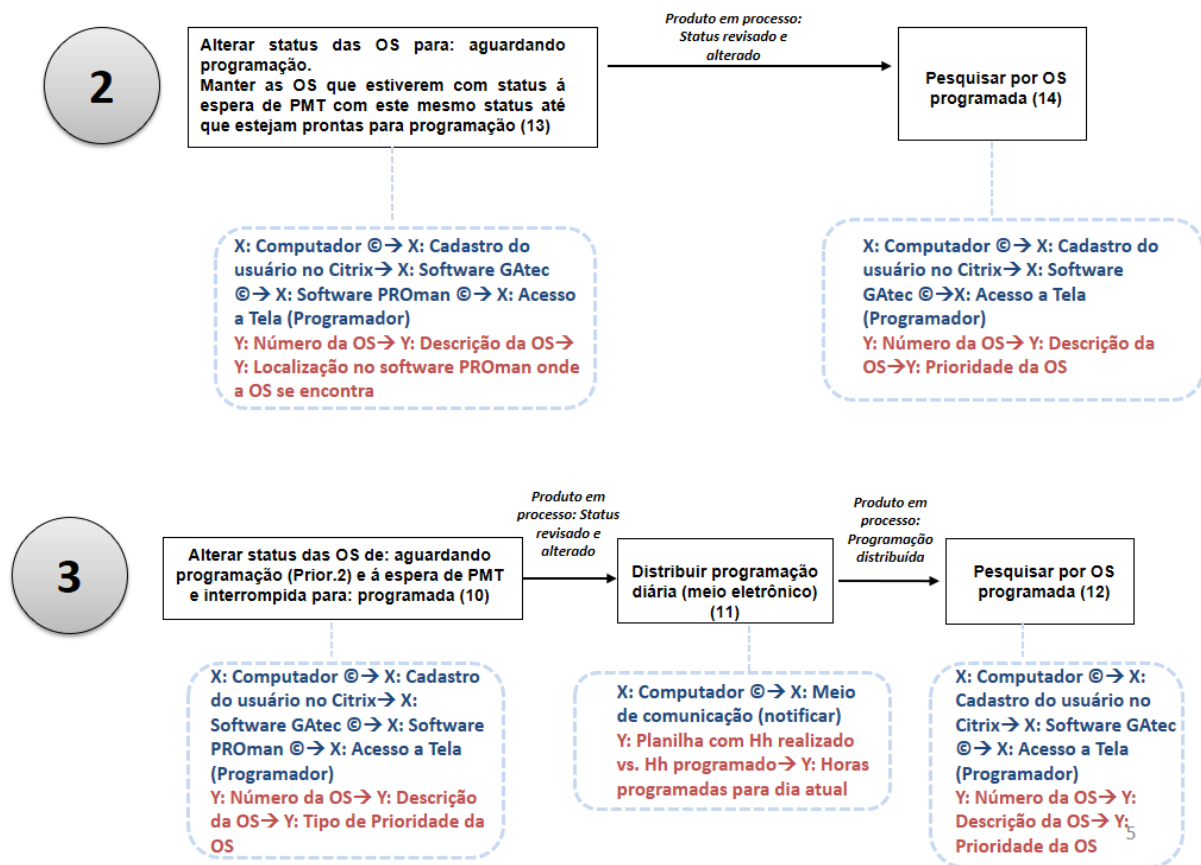 2
Alterar status das OS para: aguardando
programação.
Manter as OS que estiverem com status á
espera de PMT com este mesmo status até
que estejam prontas para programação (13)
Produto em processo:
Status revisado e
alterado
Pesquisar por OS
programada (14)
X: Computador ©→ X: Cadastro do
usuário no Citrix→ X: Software GAtec
©→ X: Software PROman ©→ X: Acesso
a Tela (Programador)
Y: Número da OS→ Y: Descrição da OS→
Y: Localização no software PROman onde
a OS se encontra
X: Computador ©→ X: Cadastro do
usuário no Citrix→ X: Software
GAtec ©→X: Acesso a Tela
(Programador)
Y: Número da OS→ Y: Descrição da
OS→Y: Prioridade da OS
3
Alterar status das OS de: aguardando
programação (Prior.2) e á espera de PMT
e interrompida para: programada (10)
Produto em
processo: Status
revisado e
alterado
Distribuir programação
diária (meio eletrônico)
(11)
Produto em
processo:
Programação
distribuída
Pesquisar por OS
programada (12)
X: Computador ©→ X: Cadastro
do usuário no Citrix→ X:
Software GAtec ©→ X: Software
PROman ©→ X: Acesso a Tela
(Programador)
Y: Número da OS→ Y: Descrição
da OS→ Y: Tipo de Prioridade da
OS
X: Computador ©→ X: Meio
de comunicação (notificar)
Y: Planilha com Hh realizado
vs. Hh programado→ Y: Horas
programadas para dia atual
X: Computador ©→ X:
Cadastro do usuário no
Citrix→ X: Software GAtec
©→ X: Acesso a Tela
(Programador)
Y: Número da OS→ Y:
Descrição da OS→ Y:
Prioridade da OS
5